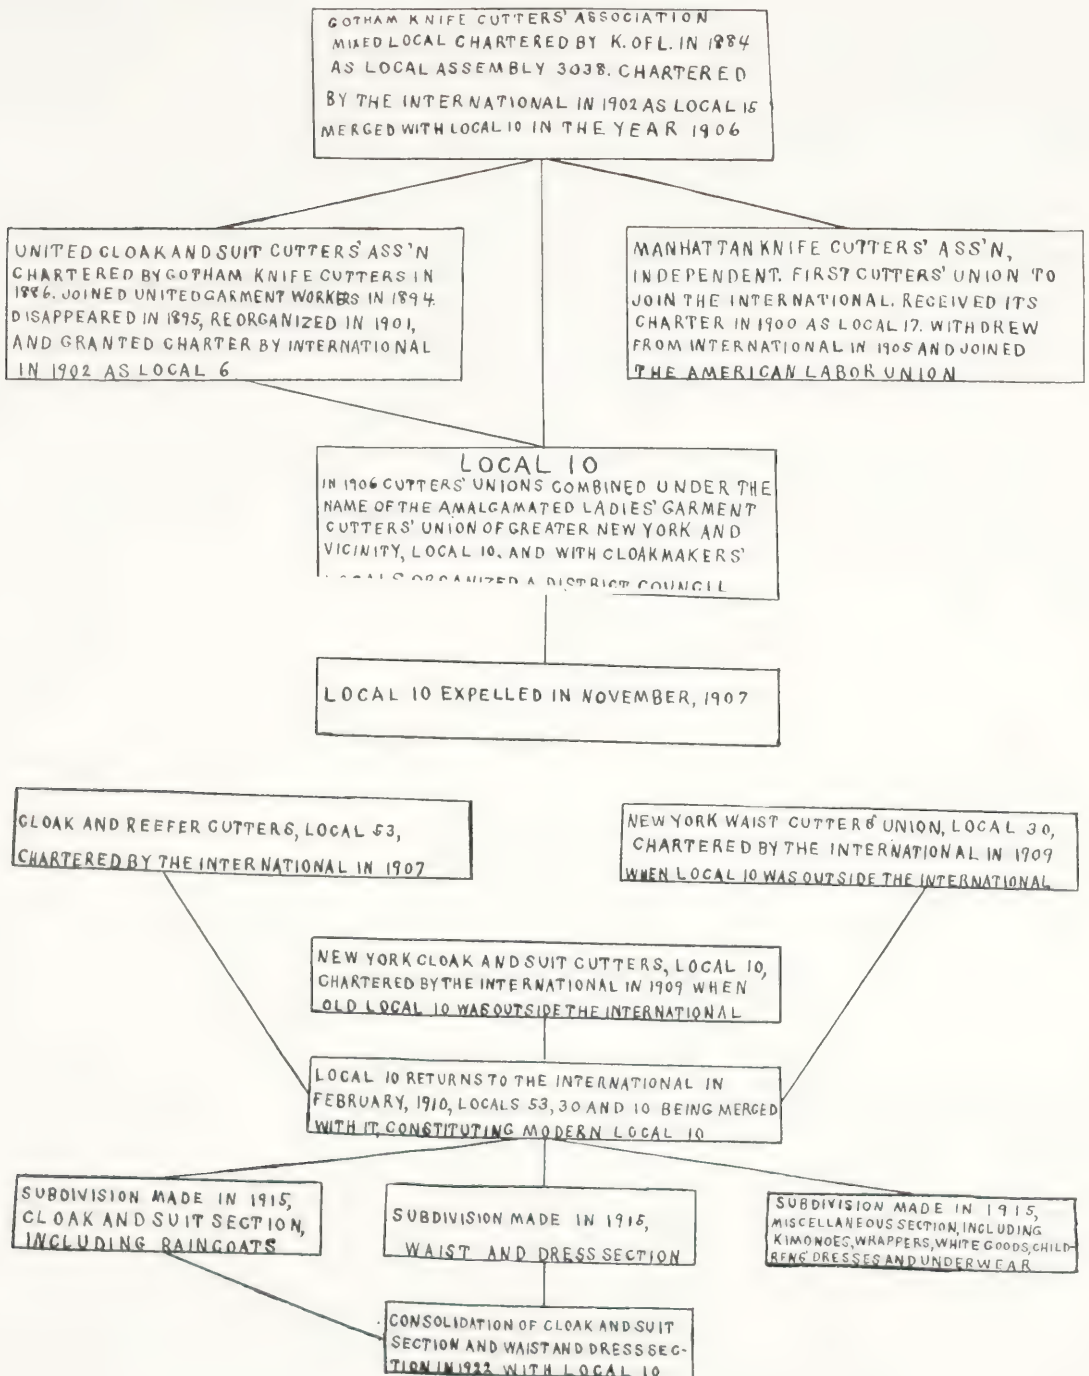 GOTHAM KNIFE CUTTERS' ASSOCIATION
MIXED LOCAL CHARTERED BY K. OF L. IN 1884
AS LOCAL ASSEMBLY 3038. CHARTERED
BY THE INTERNATIONAL IN 1902 AS LOCAL 15
MERGED WITH LOCAL 10 IN THE YEAR 1906
UNITED CLOAK AND SUIT CUTTERS' ASS'N
CHARTERED BY GOTHAM KNIFE CUTTERS IN
1886. JOINED UNITED GARMENT WORKERS IN 1894.
DISAPPEARED IN 1895, REORGANIZED IN 1901,
AND GRANTED CHARTER BY INTERNATIONAL
IN 1902 AS LOCAL 6
MANHATTAN KNIFE CUTTERS' ASS'N,
INDEPENDENT. FIRST CUTTERS' UNION TO
JOIN THE INTERNATIONAL. RECEIVED ITS
CHARTER IN 1900 AS LOCAL 17. WITHDREW
FROM INTERNATIONAL IN 1905 AND JOINED
THE AMERICAN LABOR UNION
LOCAL 10
IN 1906 CUTTERS' UNIONS COMBINED UNDER THE
NAME OF THE AMALGAMATED LADIES' GARMENT
CUTTERS' UNION OF GREATER NEW YORK AND
VICINITY, LOCAL 10. AND WITH CLOAKMAKERS'
LOCALS ORGANIZED A DISTRICT COUNCIL
LOCAL 10 EXPELLED IN NOVEMBER, 1907
CLOAK AND REEFER CUTTERS, LOCAL 53,
CHARTERED BY THE INTERNATIONAL IN 1907
NEW YORK WAIST CUTTERS' UNION, LOCAL 30,
CHARTERED BY THE INTERNATIONAL IN 1909
WHEN LOCAL 10 WAS OUTSIDE THE INTERNATIONAL
NEW YORK CLOAK AND SUIT CUTTERS, LOCAL 10,
CHARTERED BY THE INTERNATIONAL IN 1909 WHEN
OLD LOCAL 10 WAS OUTSIDE THE INTERNATIONAL
LOCAL 10 RETURNS TO THE INTERNATIONAL IN
FEBRUARY, 1910, LOCALS 53, 30 AND 10 BEING MERGED
WITH IT, CONSTITUTING MODERN LOCAL 10
SUBDIVISION MADE IN 1915,
CLOAK AND SUIT SECTION,
INCLUDING RAINCOATS
SUBDIVISION MADE IN 1915,
WAIST AND DRESS SECTION
SUBDIVISION MADE IN 1915,
MISCELLANEOUS SECTION, INCLUDING
KIMONOES, WRAPPERS, WHITE GOODS, CHILD-
RENS' DRESSES AND UNDERWEAR
CONSOLIDATION OF CLOAK AND SUIT
SECTION AND WAIST AND DRESS SEC-
TION IN 1922 WITH LOCAL 10